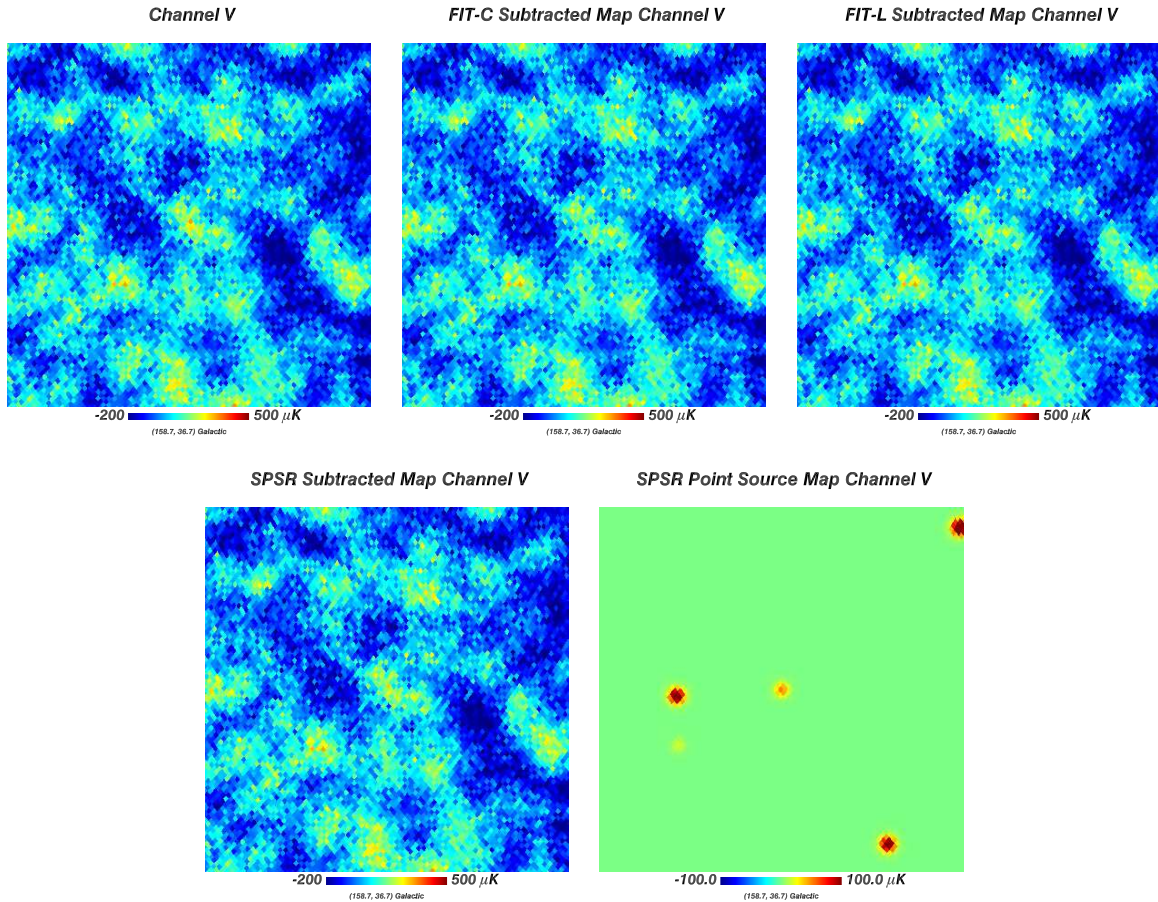 Channel V
FIT-C Subtracted Map Channel V
FIT-L Subtracted Map Channel V
-200 500 μK
(158.7, 36.7) Galactic
-200 500 μK
(158.7, 36.7) Galactic
-200 500 μK
(158.7, 36.7) Galactic
SPSR Subtracted Map Channel V
SPSR Point Source Map Channel V
-200 500 μK
(158.7, 36.7) Galactic
-100.0 100.0 μK
(158.7, 36.7) Galactic